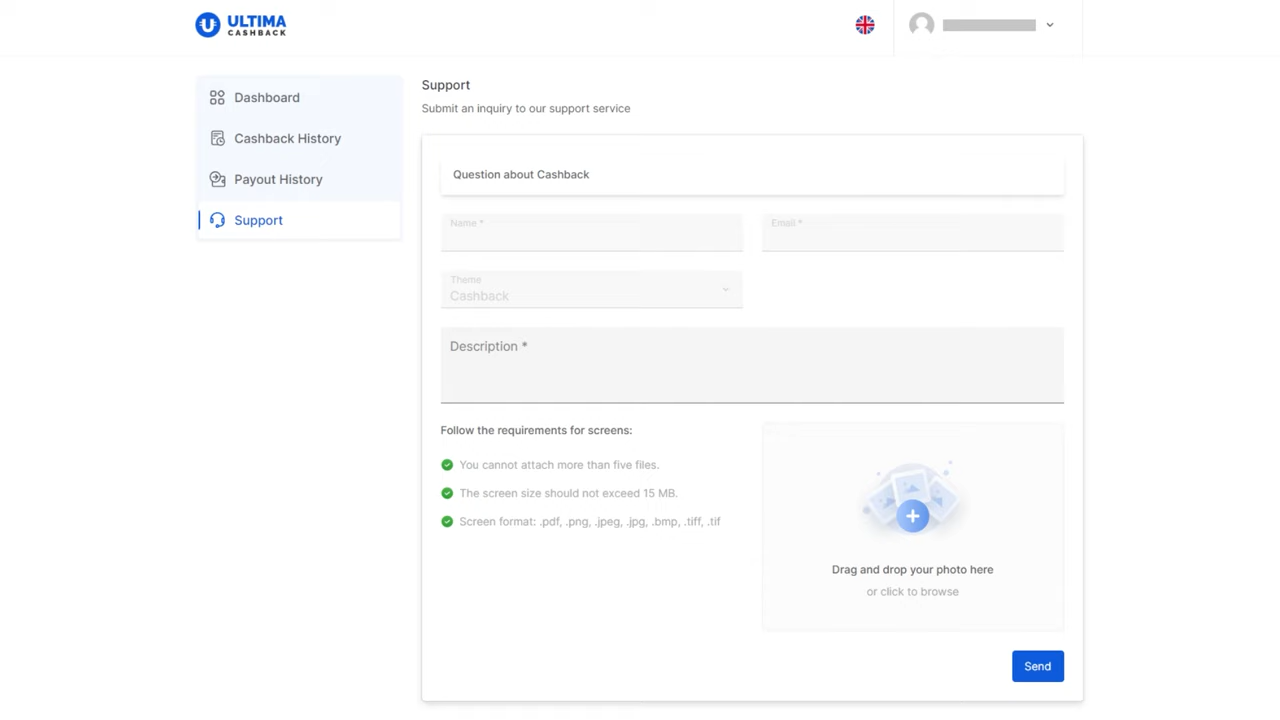 ULTIMA
CASHBACK
Dashboard
Cashback History
Payout History
Support
Support
Submit an inquiry to our support service
Question about Cashback
Name *
Email *
Theme
Cashback
Description *
Follow the requirements for screens:
You cannot attach more than five files.
The screen size should not exceed 15 MB.
Screen format: .pdf, .png, .jpeg, .jpg, .bmp, .tiff, .tif
Drag and drop your photo here
or click to browse
Send